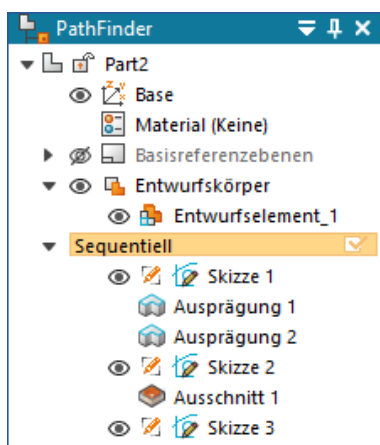 PathFinder
Part2
Base
Material (Keine)
Basisreferenzebenen
Entwurfskörper
Entwurfselement_1
Sequentiell
Skizze 1
Ausprägung 1
Ausprägung 2
Skizze 2
Ausschnitt 1
Skizze 3